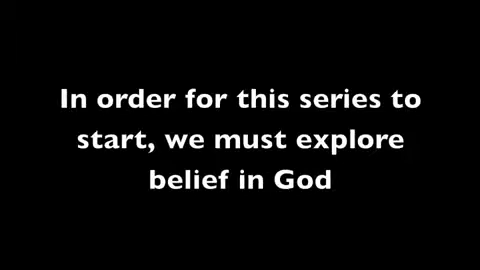 In order for this series to
start, we must explore
belief in God